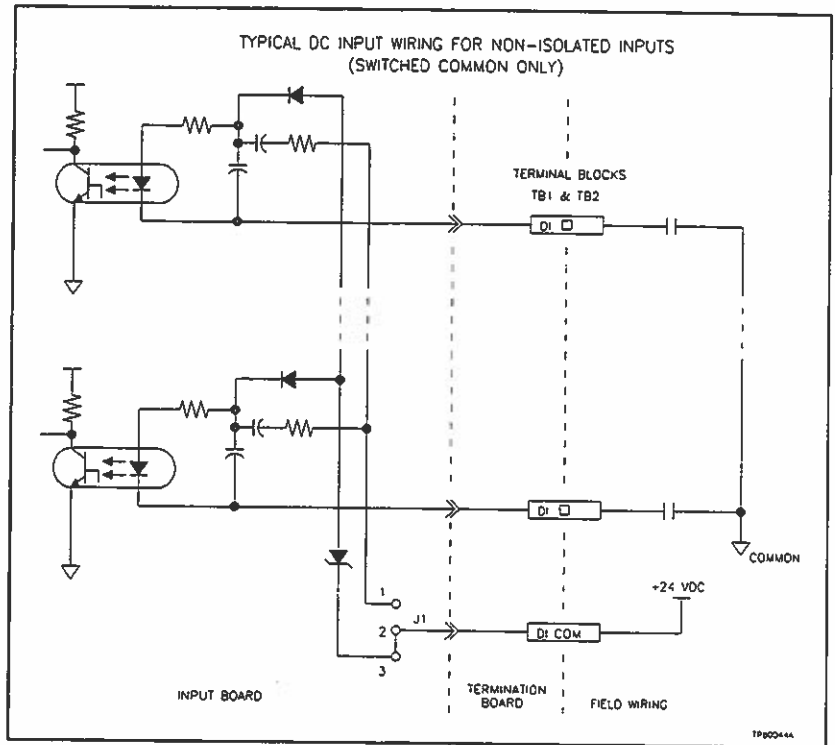 TYPICAL DC INPUT WIRING FOR NON-ISOLATED INPUTS
(SWITCHED COMMON ONLY)
TERMINAL BLOCKS
TB1 & TB2
DI
DI
COMMON
+24 VDC
1
J1
2
DI COM
3
INPUT BOARD
TERMINATION
BOARD
FIELD WIRING